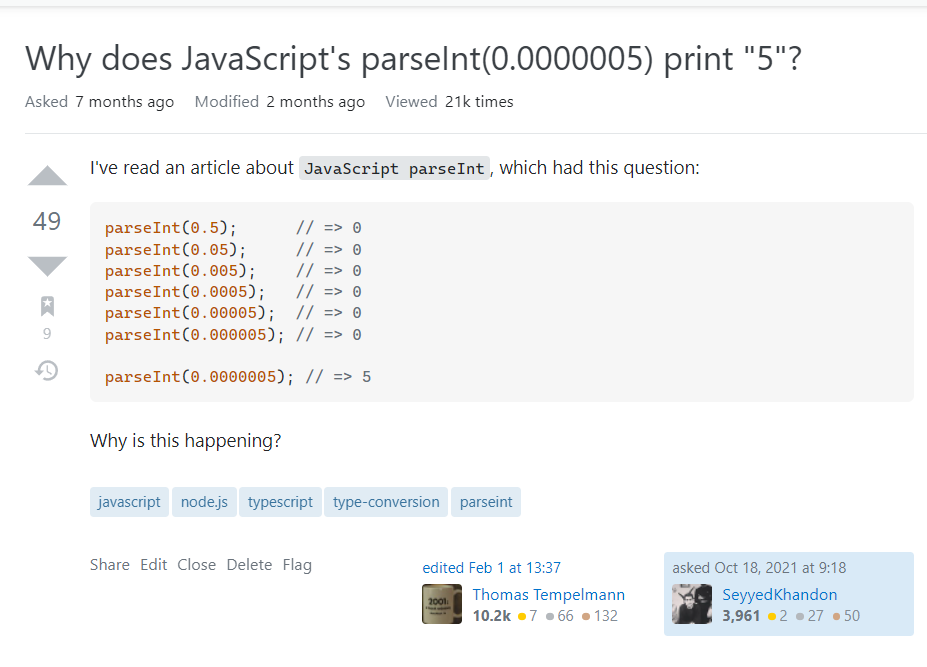 Why does JavaScript's parseInt(0.0000005) print "5"?
Asked 7 months ago Modified 2 months ago Viewed 21k times
I've read an article about JavaScript parseInt, which had this question:
49
9
parseInt(0.5); // => 0
parseInt(0.05); // => 0
parseInt(0.005); // => 0
parseInt(0.0005); // => 0
parseInt(0.00005); // => 0
parseInt(0.000005); // => 0
parseInt(0.0000005); // => 5
Why is this happening?
javascript node.js typescript type-conversion parseint
Share Edit Close Delete Flag
edited Feb 1 at 13:37
2001:
Thomas Tempelmann
10.2k 7 66 132
asked Oct 18, 2021 at 9:18
SeyyedKhandon
3,961 2 27 50